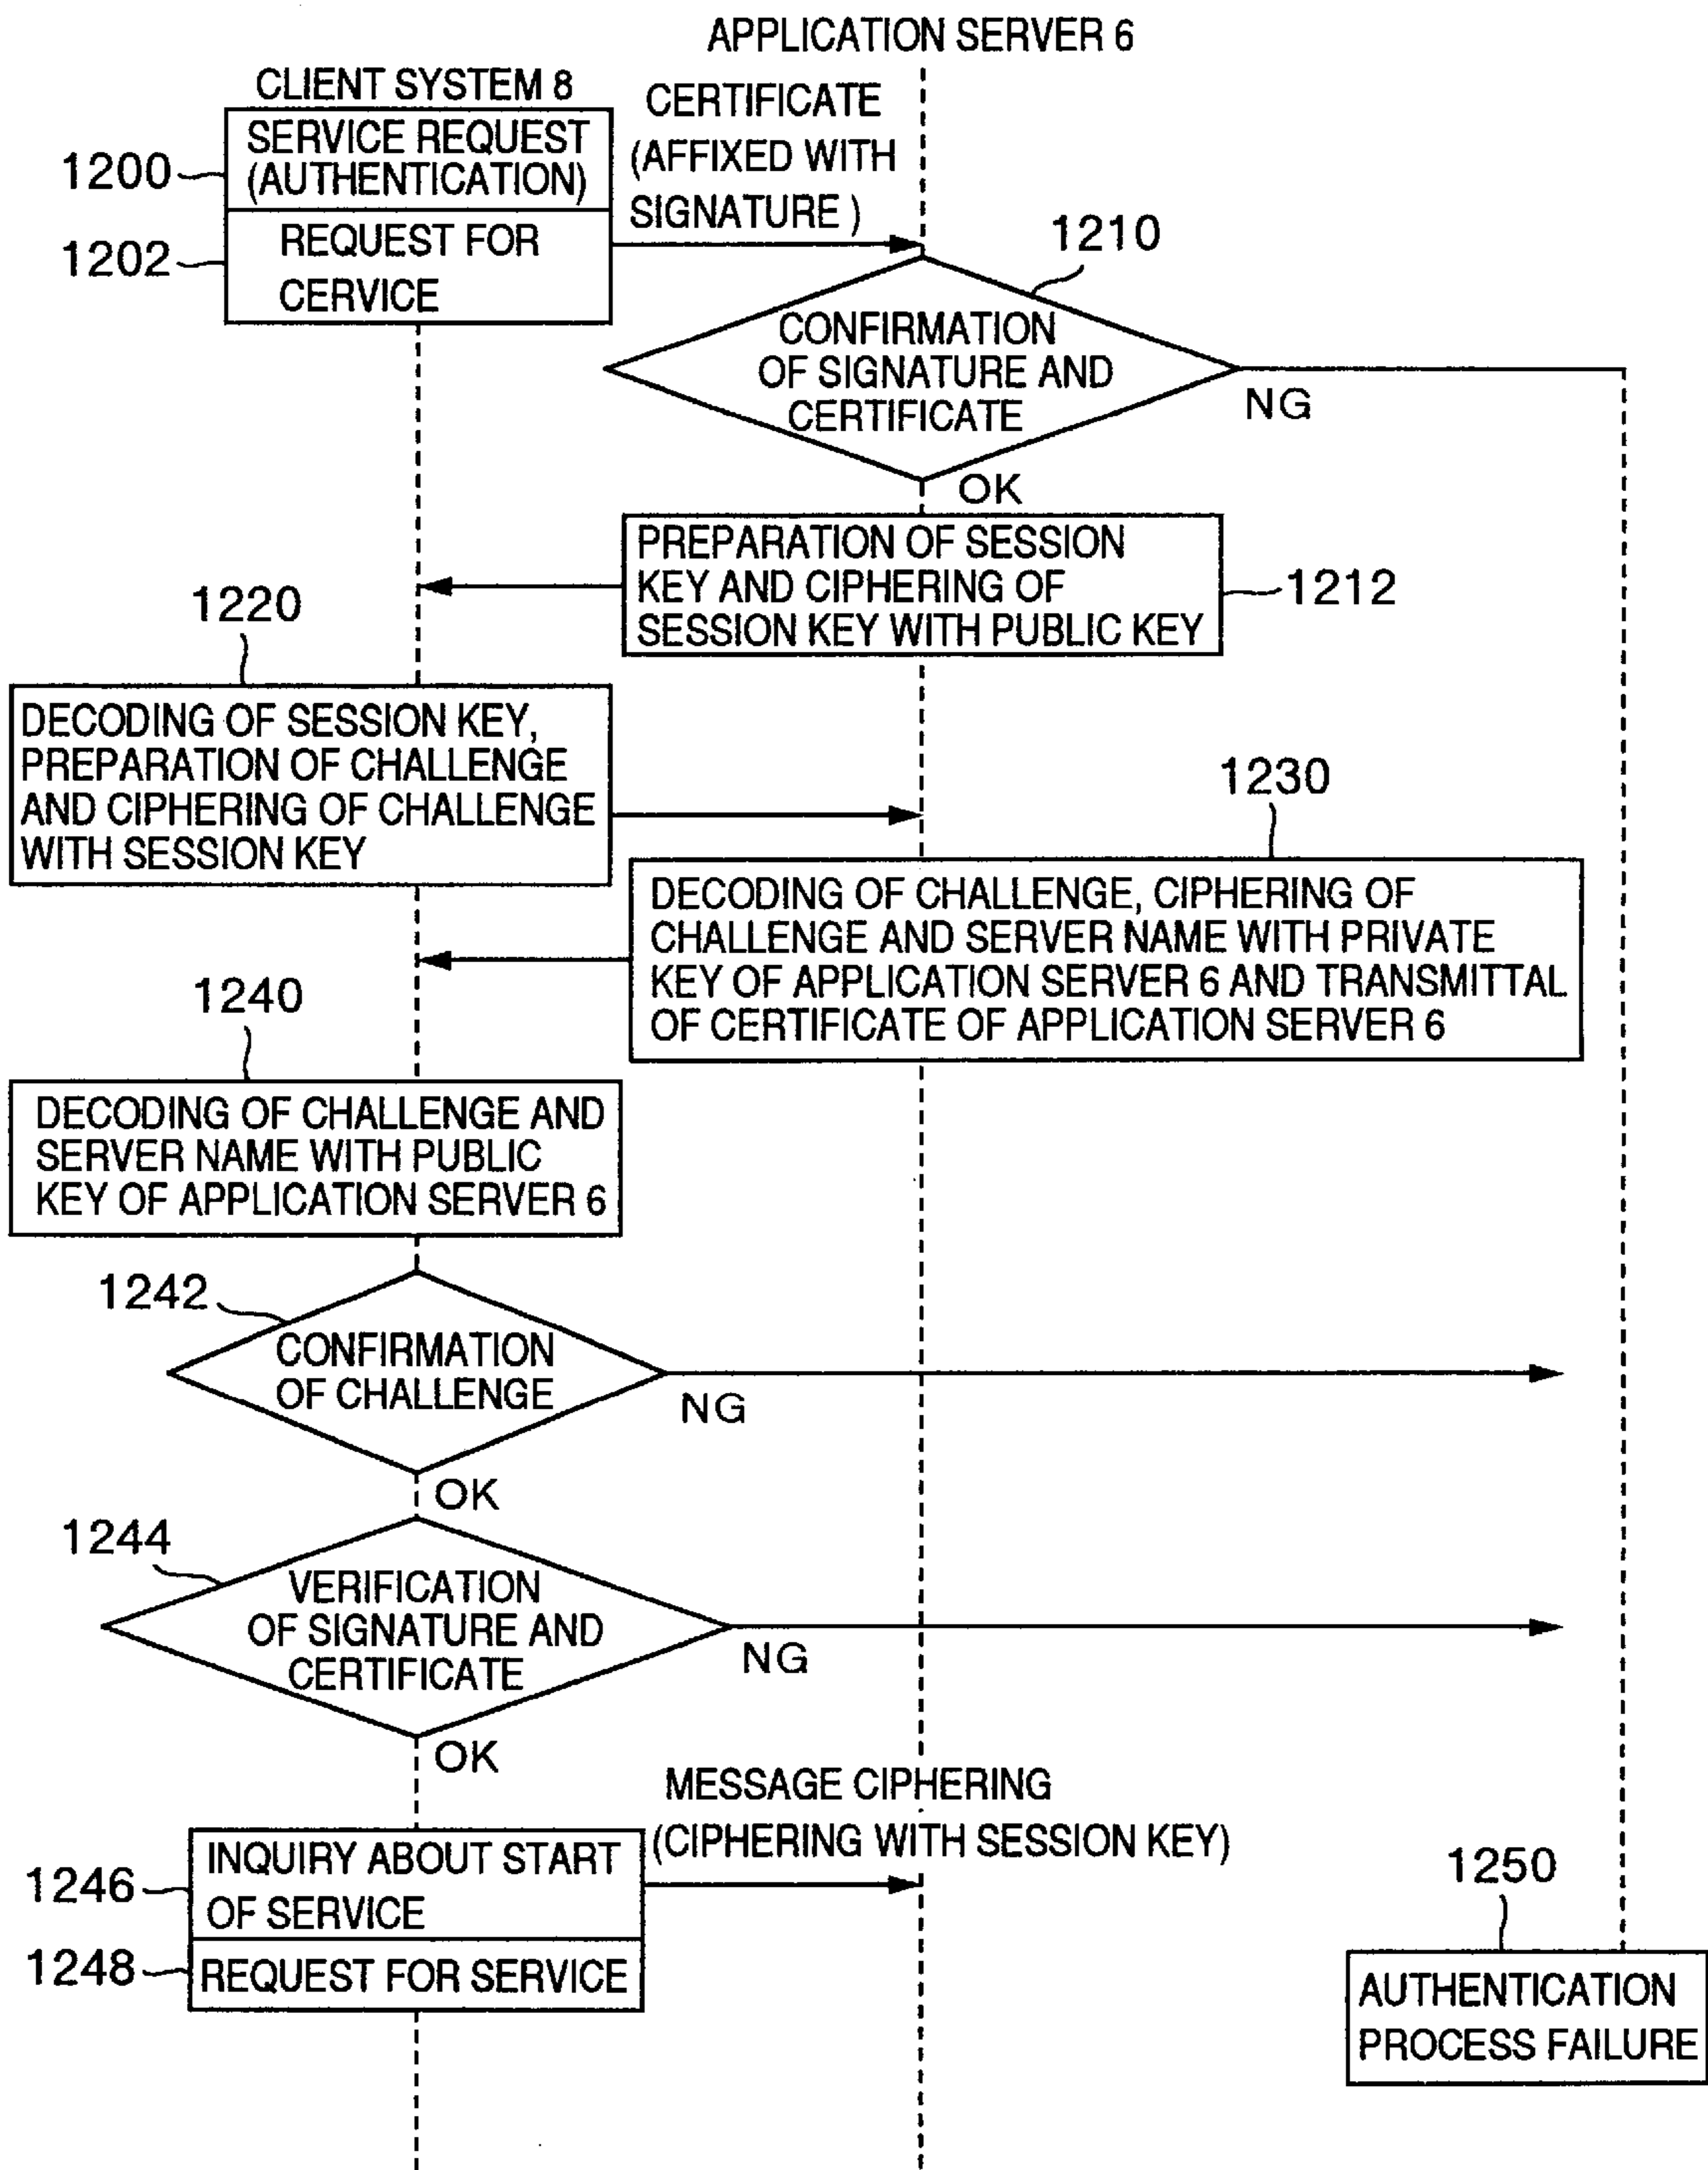 APPLICATION SERVER 6
CLIENT SYSTEM 8
CERTIFICATE
(AFFIXED WITH
SIGNATURE )
1200
SERVICE REQUEST
(AUTHENTICATION)
1202
REQUEST FOR
CERVICE
1210
CONFIRMATION
OF SIGNATURE AND
CERTIFICATE
NG
OK
PREPARATION OF SESSION
KEY AND CIPHERING OF
SESSION KEY WITH PUBLIC KEY
1212
1220
DECODING OF SESSION KEY,
PREPARATION OF CHALLENGE
AND CIPHERING OF CHALLENGE
WITH SESSION KEY
1230
DECODING OF CHALLENGE, CIPHERING OF
CHALLENGE AND SERVER NAME WITH PRIVATE
KEY OF APPLICATION SERVER 6 AND TRANSMITTAL
OF CERTIFICATE OF APPLICATION SERVER 6
1240
DECODING OF CHALLENGE AND
SERVER NAME WITH PUBLIC
KEY OF APPLICATION SERVER 6
1242
CONFIRMATION
OF CHALLENGE
NG
OK
1244
VERIFICATION
OF SIGNATURE AND
CERTIFICATE
NG
OK
MESSAGE CIPHERING
(CIPHERING WITH SESSION KEY)
1246
INQUIRY ABOUT START
OF SERVICE
1248
REQUEST FOR SERVICE
1250
AUTHENTICATION
PROCESS FAILURE